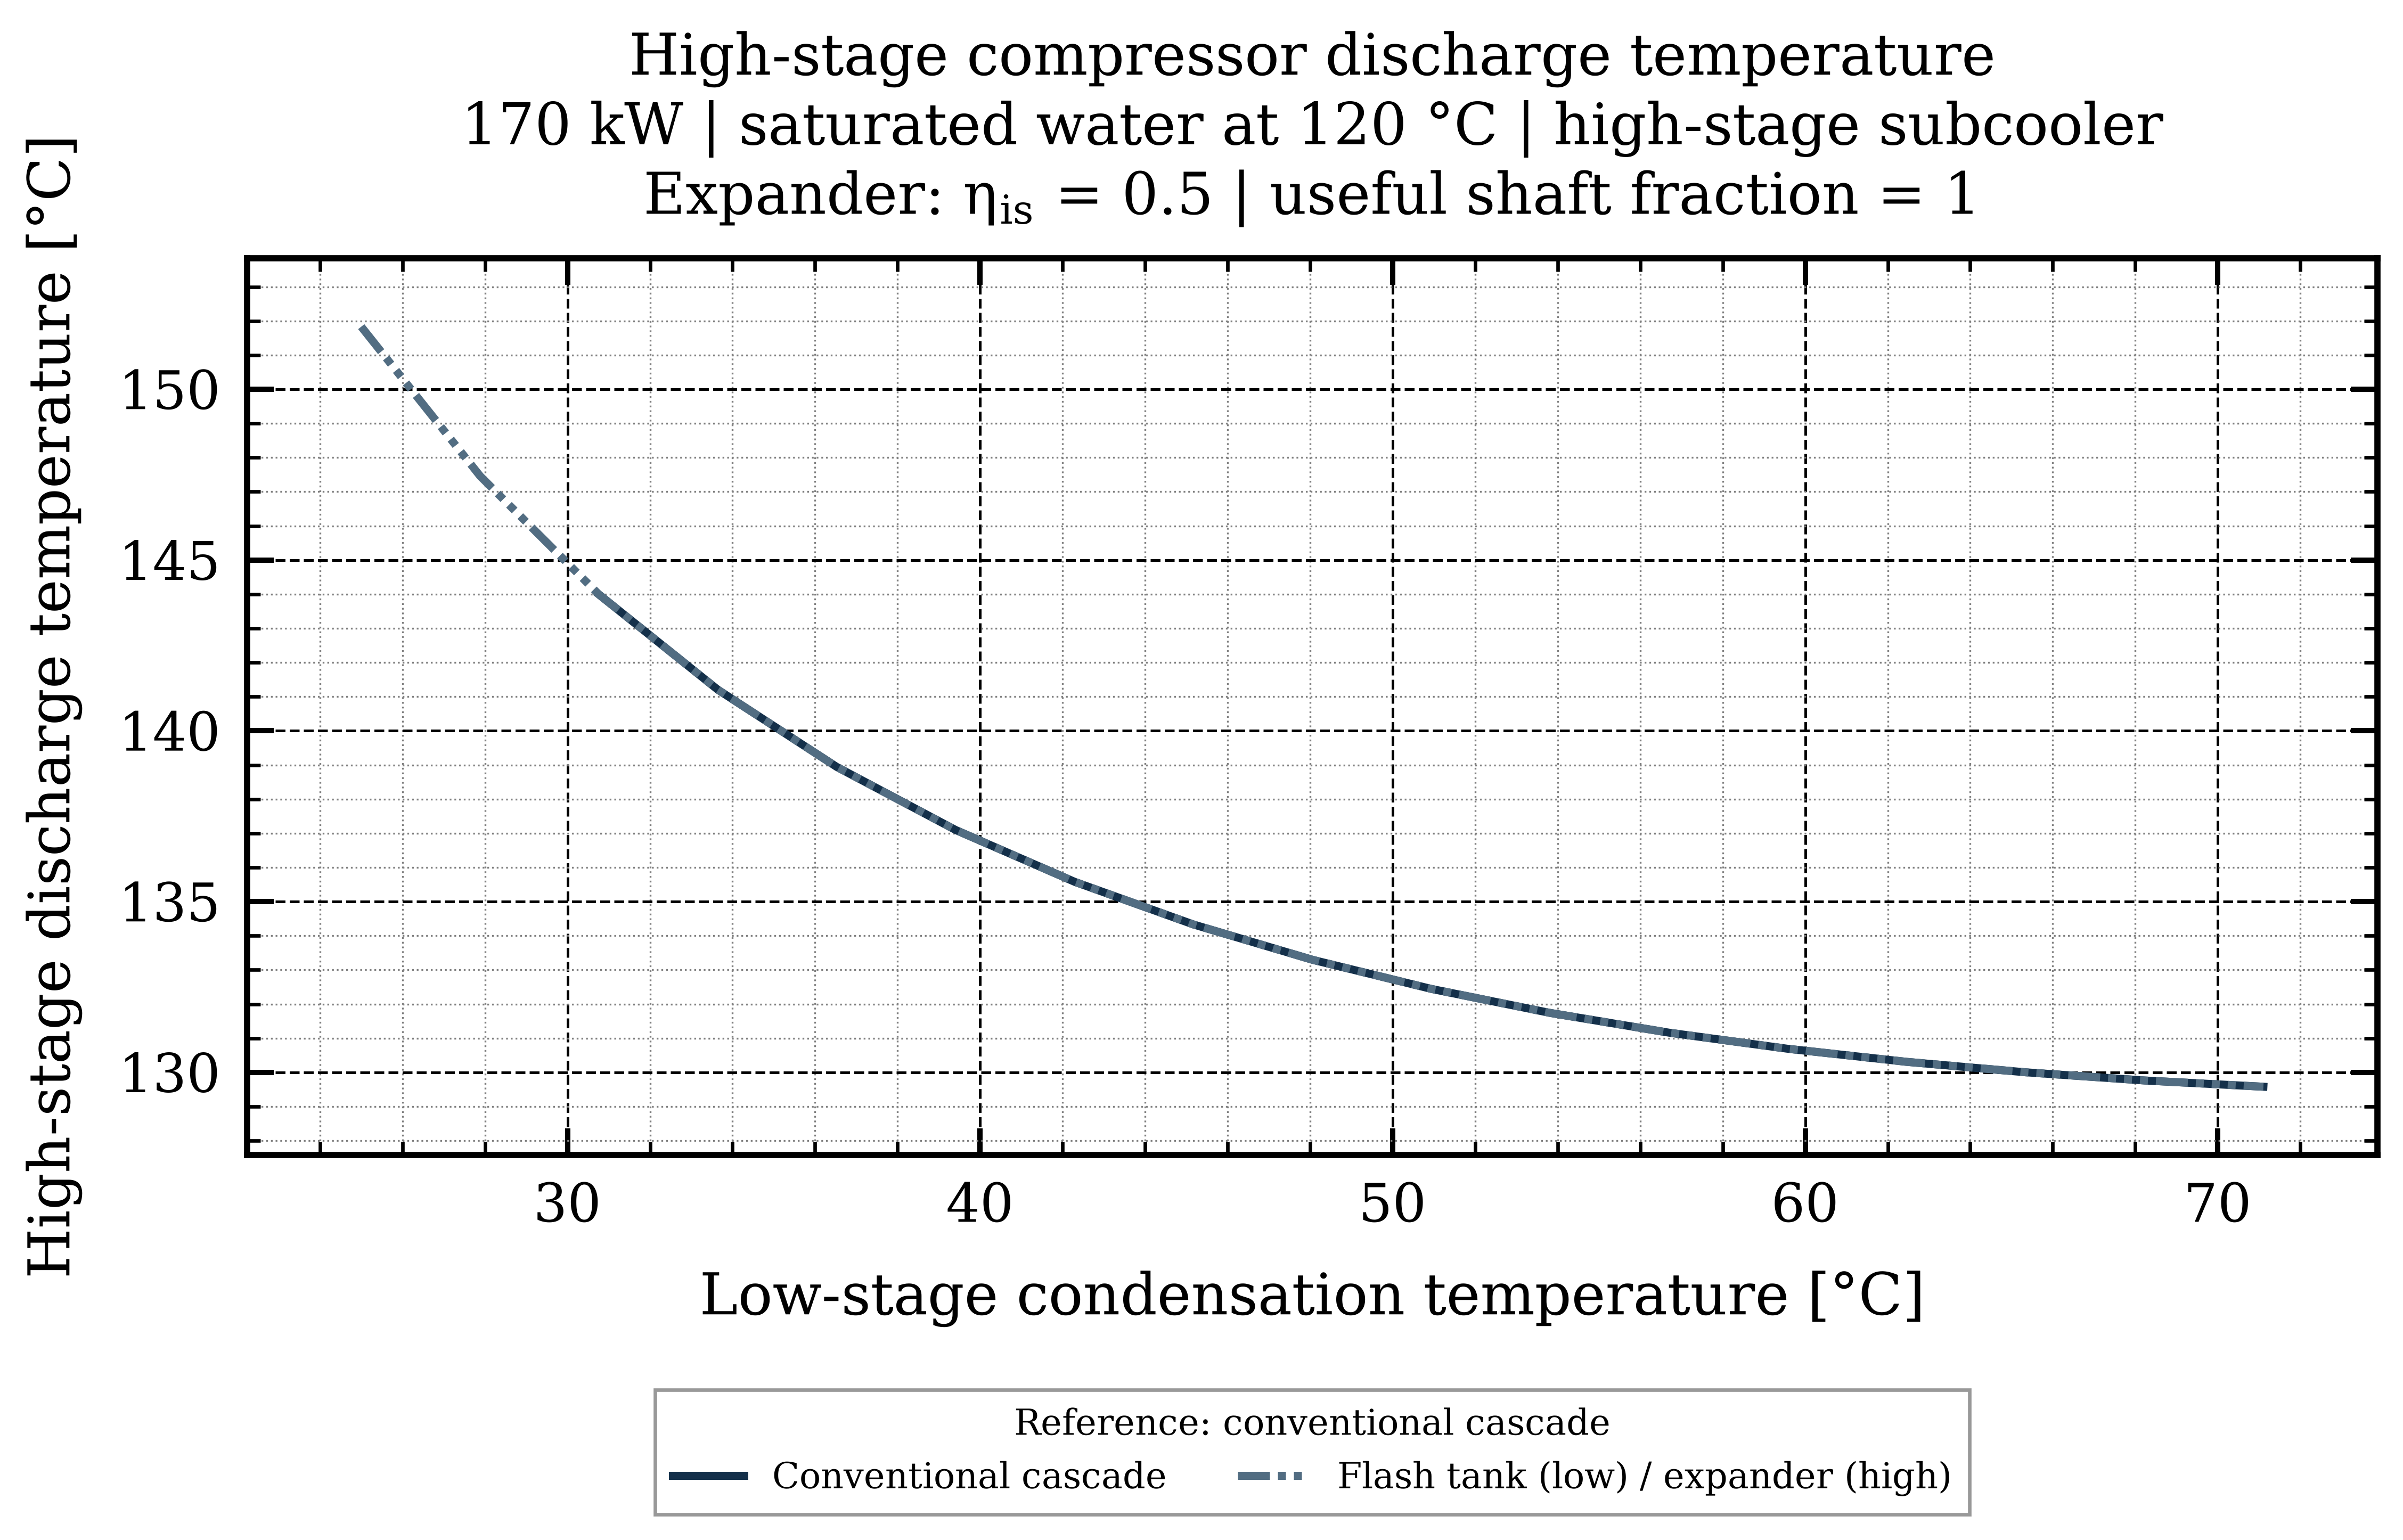 High-stage compressor discharge temperature
170 kW | saturated water at 120 °C | high-stage subcooler
Expander: ηis = 0.5 | useful shaft fraction = 1
High-stage discharge temperature [°C]
150
145
140
135
130
30 40 50 60 70
Low-stage condensation temperature [°C]
Reference: conventional cascade
Conventional cascade Flash tank (low) / expander (high)